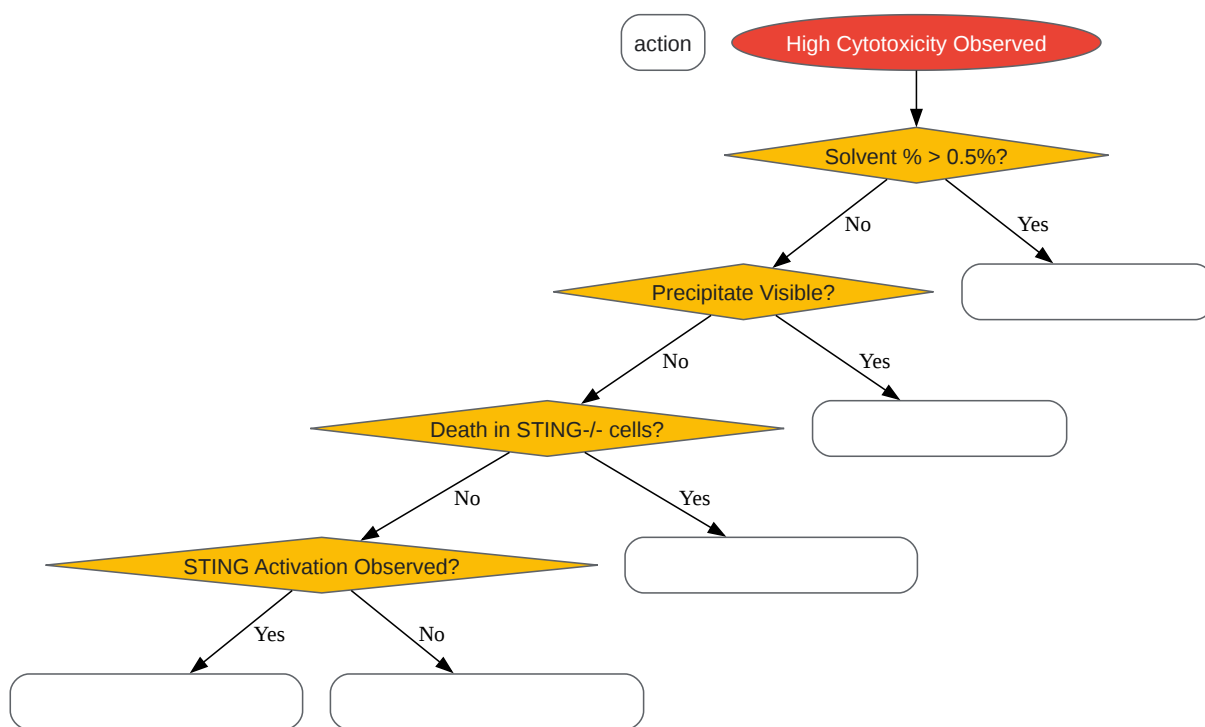 action
High Cytotoxicity Observed
Solvent % > 0.5%?
No
Yes
Precipitate Visible?
No
Yes
Death in STING-/- cells?
No
Yes
STING Activation Observed?
Yes
No